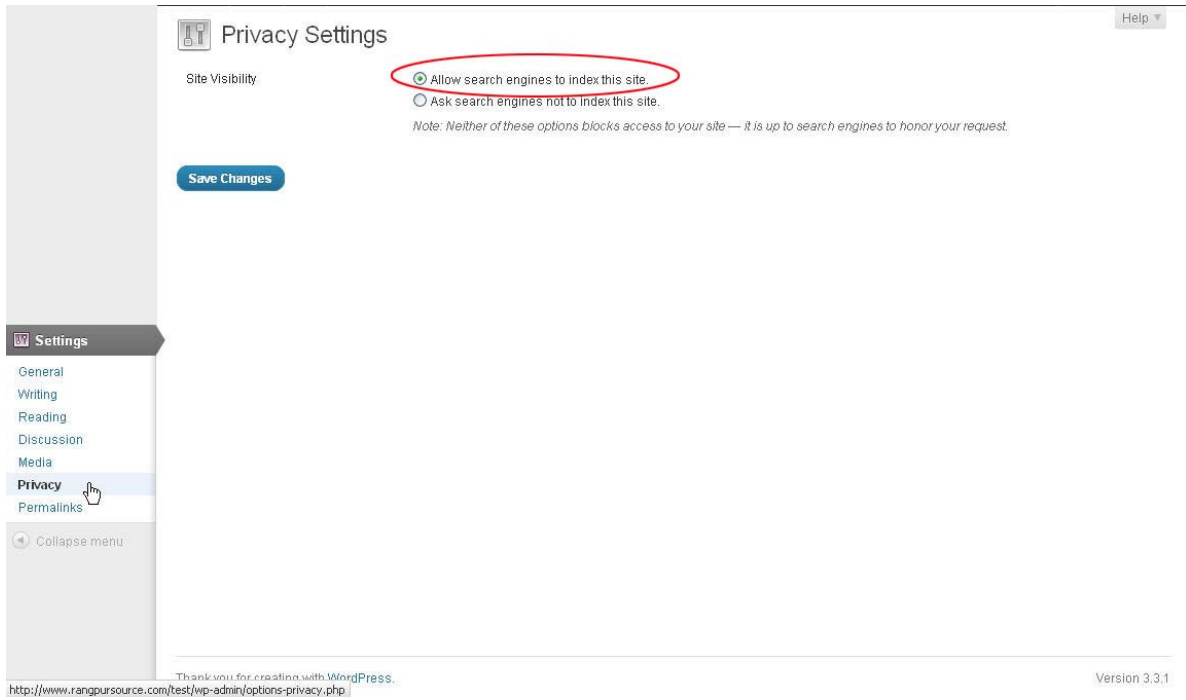 Help
Privacy Settings
Site Visibility
Allow search engines to index this site.
Ask search engines not to index this site.
Note: Neither of these options blocks access to your site — it is up to search engines to honor your request.
Save Changes
Settings
General
Writing
Reading
Discussion
Media
Privacy
Permalinks
Collapse menu
Thank you for creating with WordPress.
Version 3.3.1
http://www.rangpursource.com/test/wp-admin/options-privacy.php